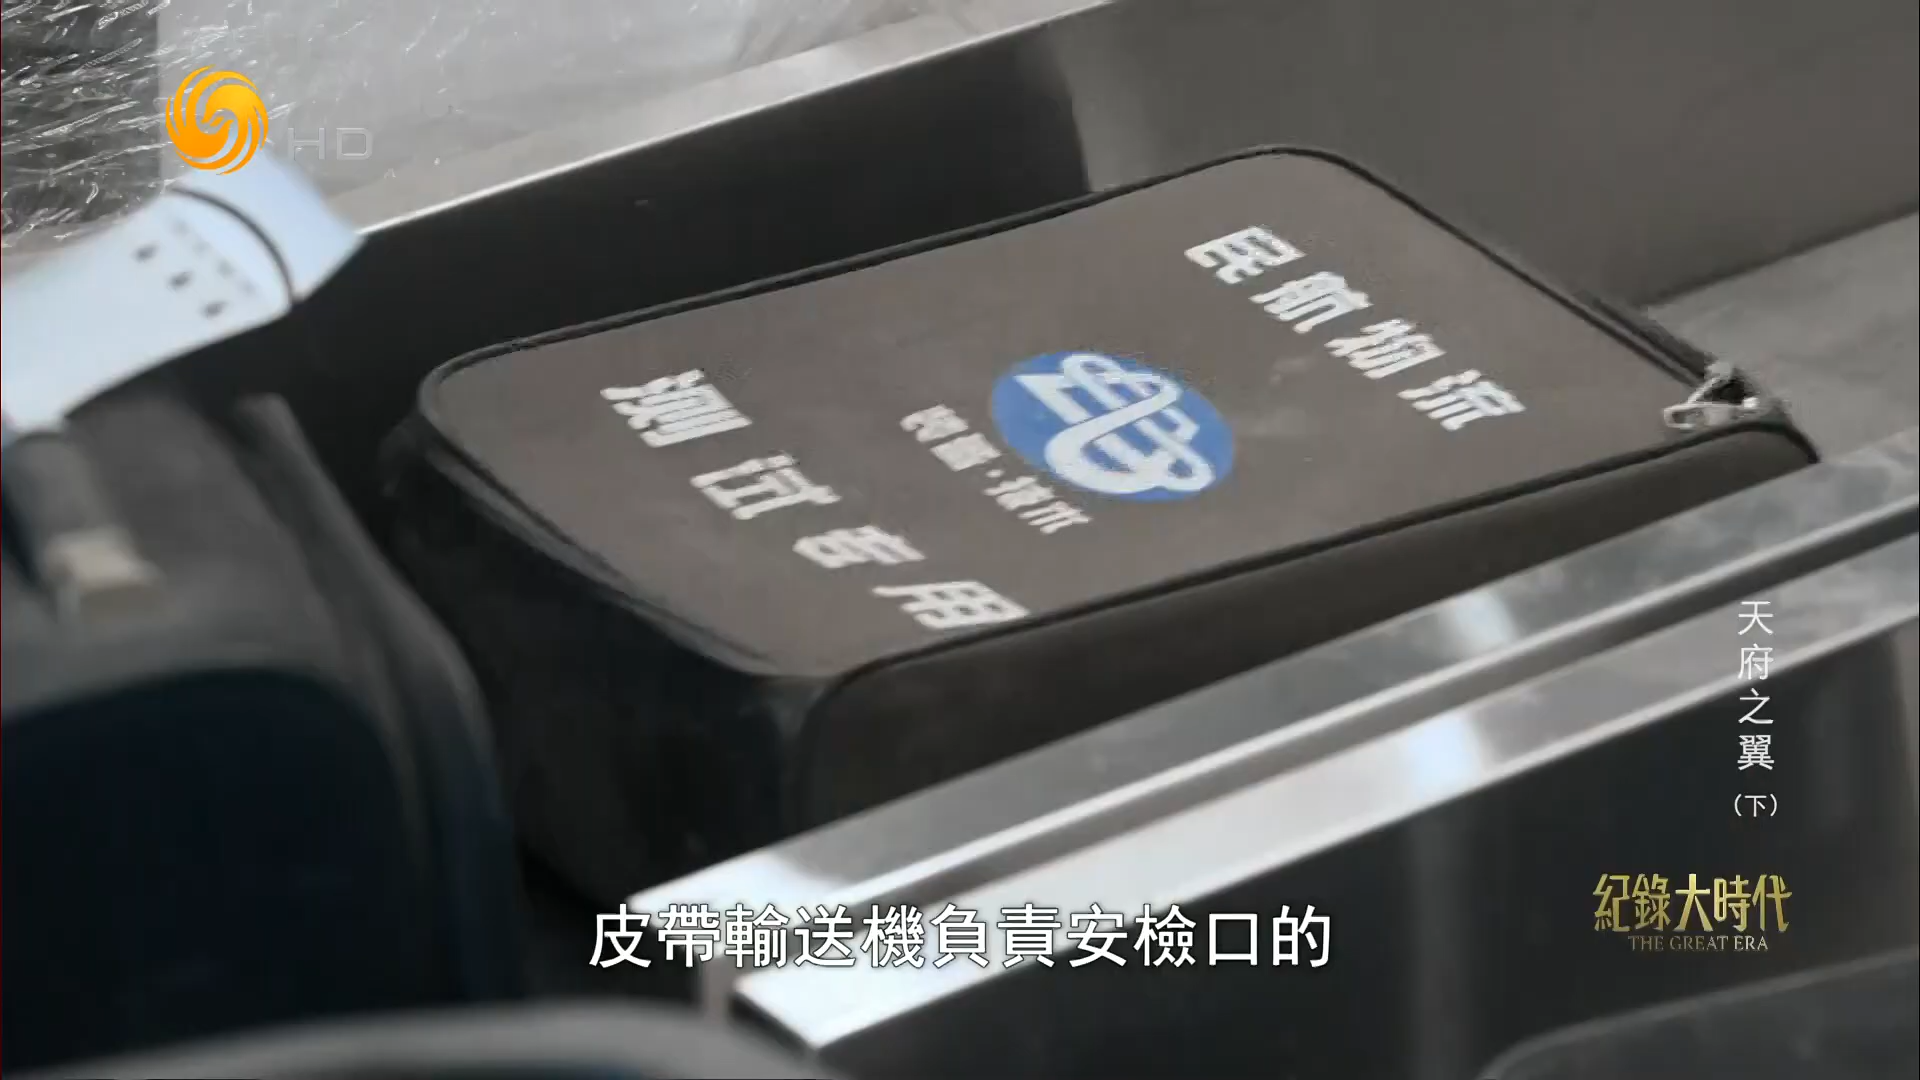 HD
民航物流
测试套用
天府之翼
（下）
紀錄大時代
THE GREAT ERA
皮帶輸送機負責安檢口的